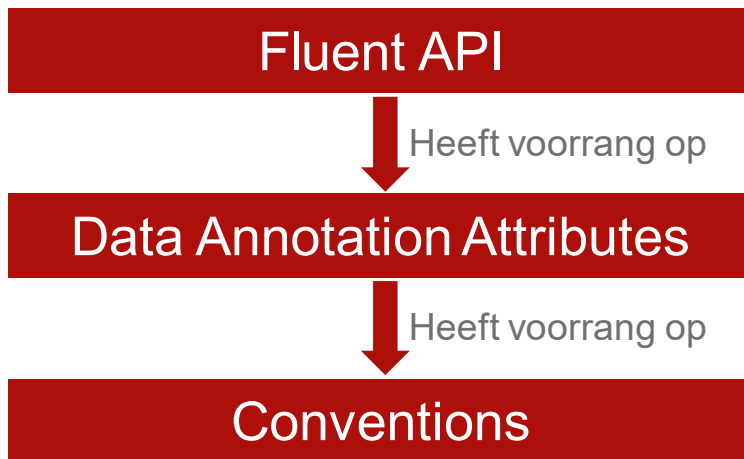 Fluent API
Heeft voorrang op
Data Annotation Attributes
Heeft voorrang op
Conventions